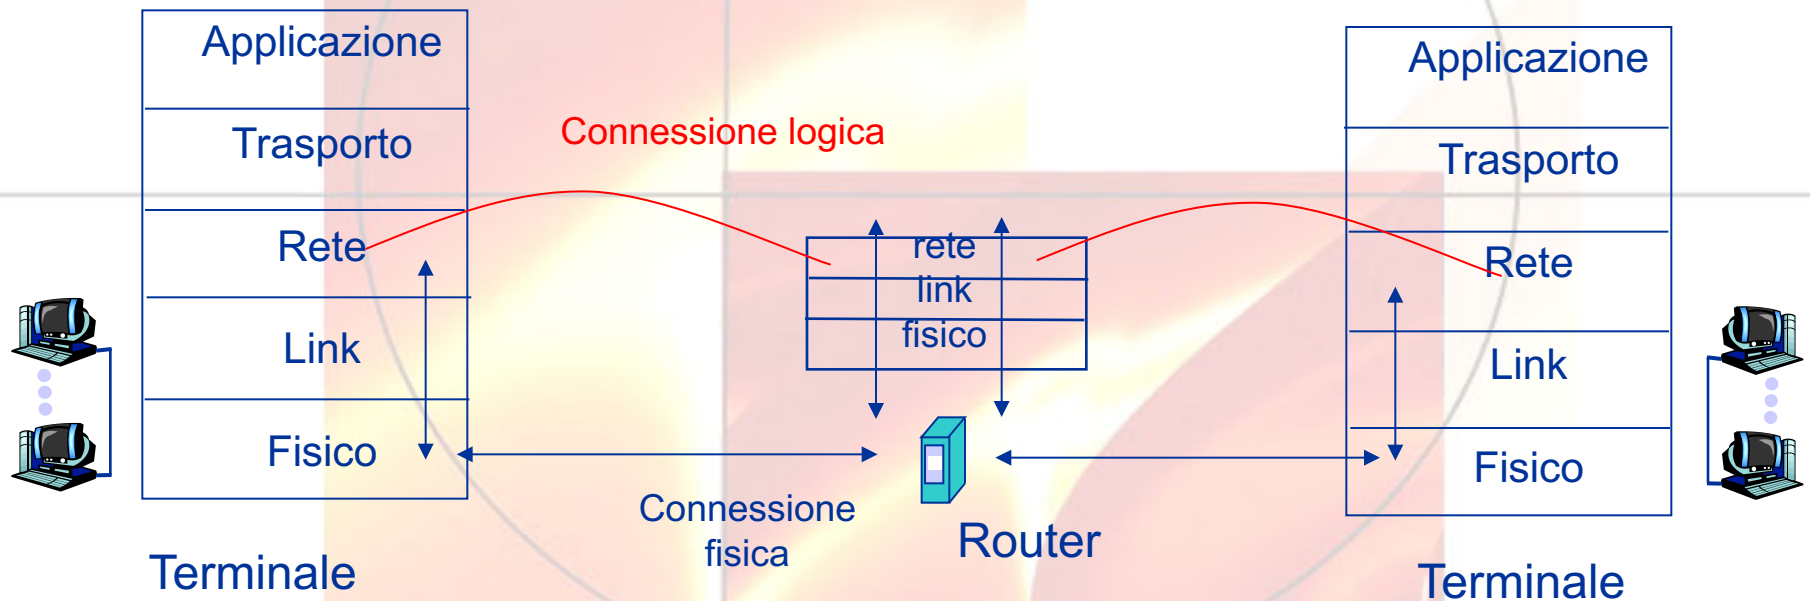 Applicazione
Trasporto
Rete
Link
Fisico
Terminale
Connessione logica
rete
link
fisico
Connessione
fisica
Router
Applicazione
Trasporto
Rete
Link
Fisico
Terminale